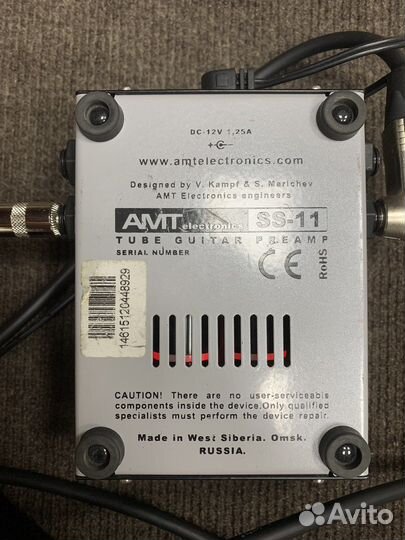 DC-12V 1,25A
www.amtelectronics.com
Designed by V. Kampf & S. Marichev
AMT Electronics engineers
AMT electronics SS-11
TUBE GUITAR PREAMP
SERIAL NUMBER
CE
RoHS
14615120448929
CAUTION! There are no user-serviceable
components inside the device.Only qualified
specialists must perform the device repair.
Made in West Siberia. Omsk.
RUSSIA.
Avito